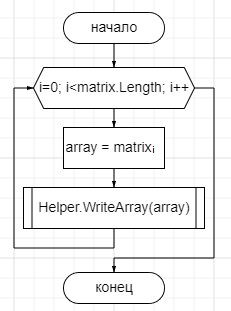 начало
i=0; i<matrix.Length; i++
array = matrixi
Helper.WriteArray(array)
конец